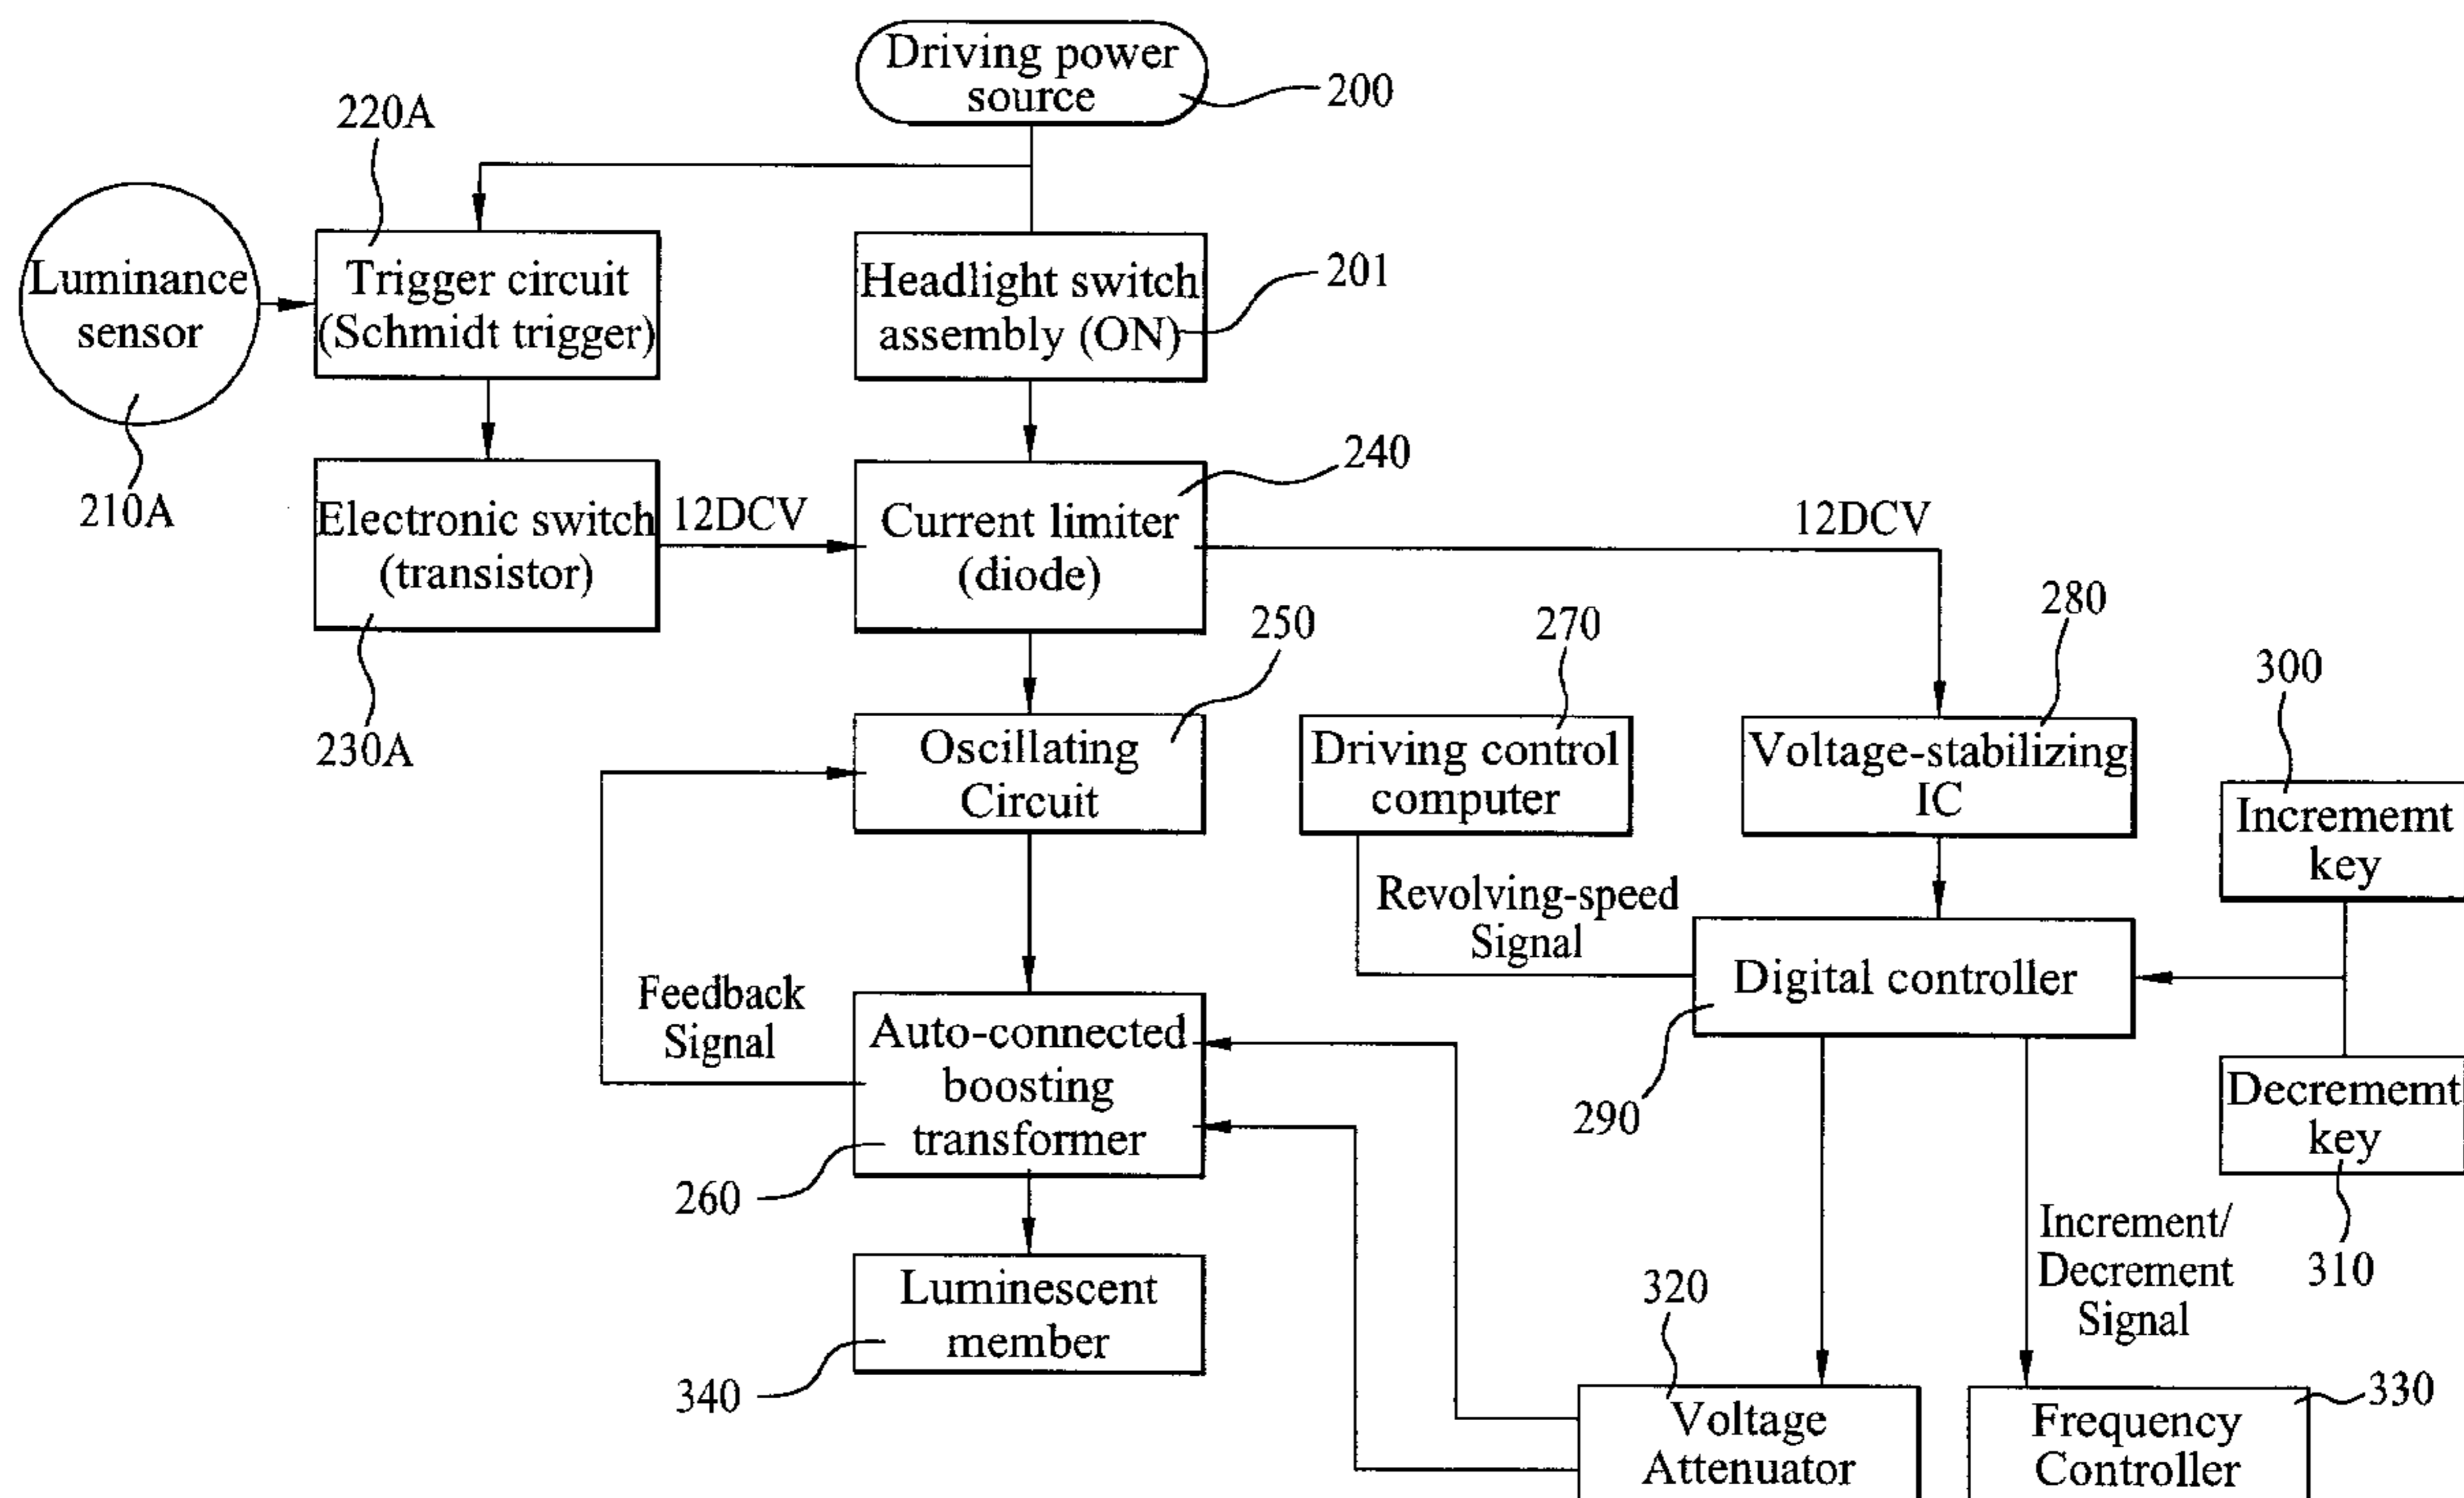 Driving power
source
200
220A
Luminance
sensor
210A
Trigger circuit
(Schmidt trigger)
Headlight switch
assembly (ON)
201
240
Electronic switch
(transistor)
230A
12DCV
Current limiter
(diode)
12DCV
250
270
280
300
Oscillating
Circuit
Driving control
computer
Voltage-stabilizing
IC
Incrememt
key
Revolving-speed
Signal
Digital controller
290
Feedback
Signal
Auto-connected
boosting
transformer
260
Decrememt
key
310
Increment/
Decrement
Signal
Luminescent
member
340
320
Voltage
Attenuator
330
Frequency
Controller